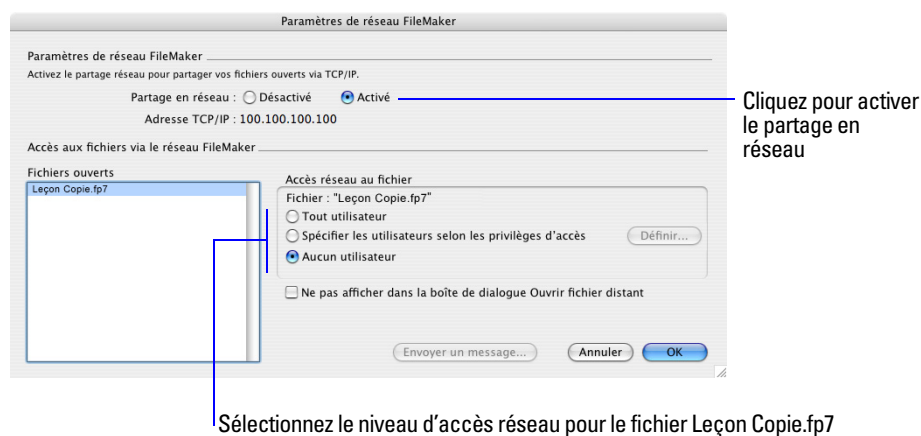 Paramètres de réseau FileMaker
Paramètres de réseau FileMaker
Activez le partage réseau pour partager vos fichiers ouverts via TCP/IP.
Partage en réseau : Désactivé Activé
Adresse TCP/IP : 100.100.100.100
Cliquez pour activer
le partage en
réseau
Accès aux fichiers via le réseau FileMaker
Fichiers ouverts
Leçon Copie.fp7
Accès réseau au fichier
Fichier : "Leçon Copie.fp7"
Tout utilisateur
Spécifier les utilisateurs selon les privilèges d'accès Définir...
Aucun utilisateur
Ne pas afficher dans la boîte de dialogue Ouvrir fichier distant
Envoyer un message... Annuler OK
Sélectionnez le niveau d'accès réseau pour le fichier Leçon Copie.fp7